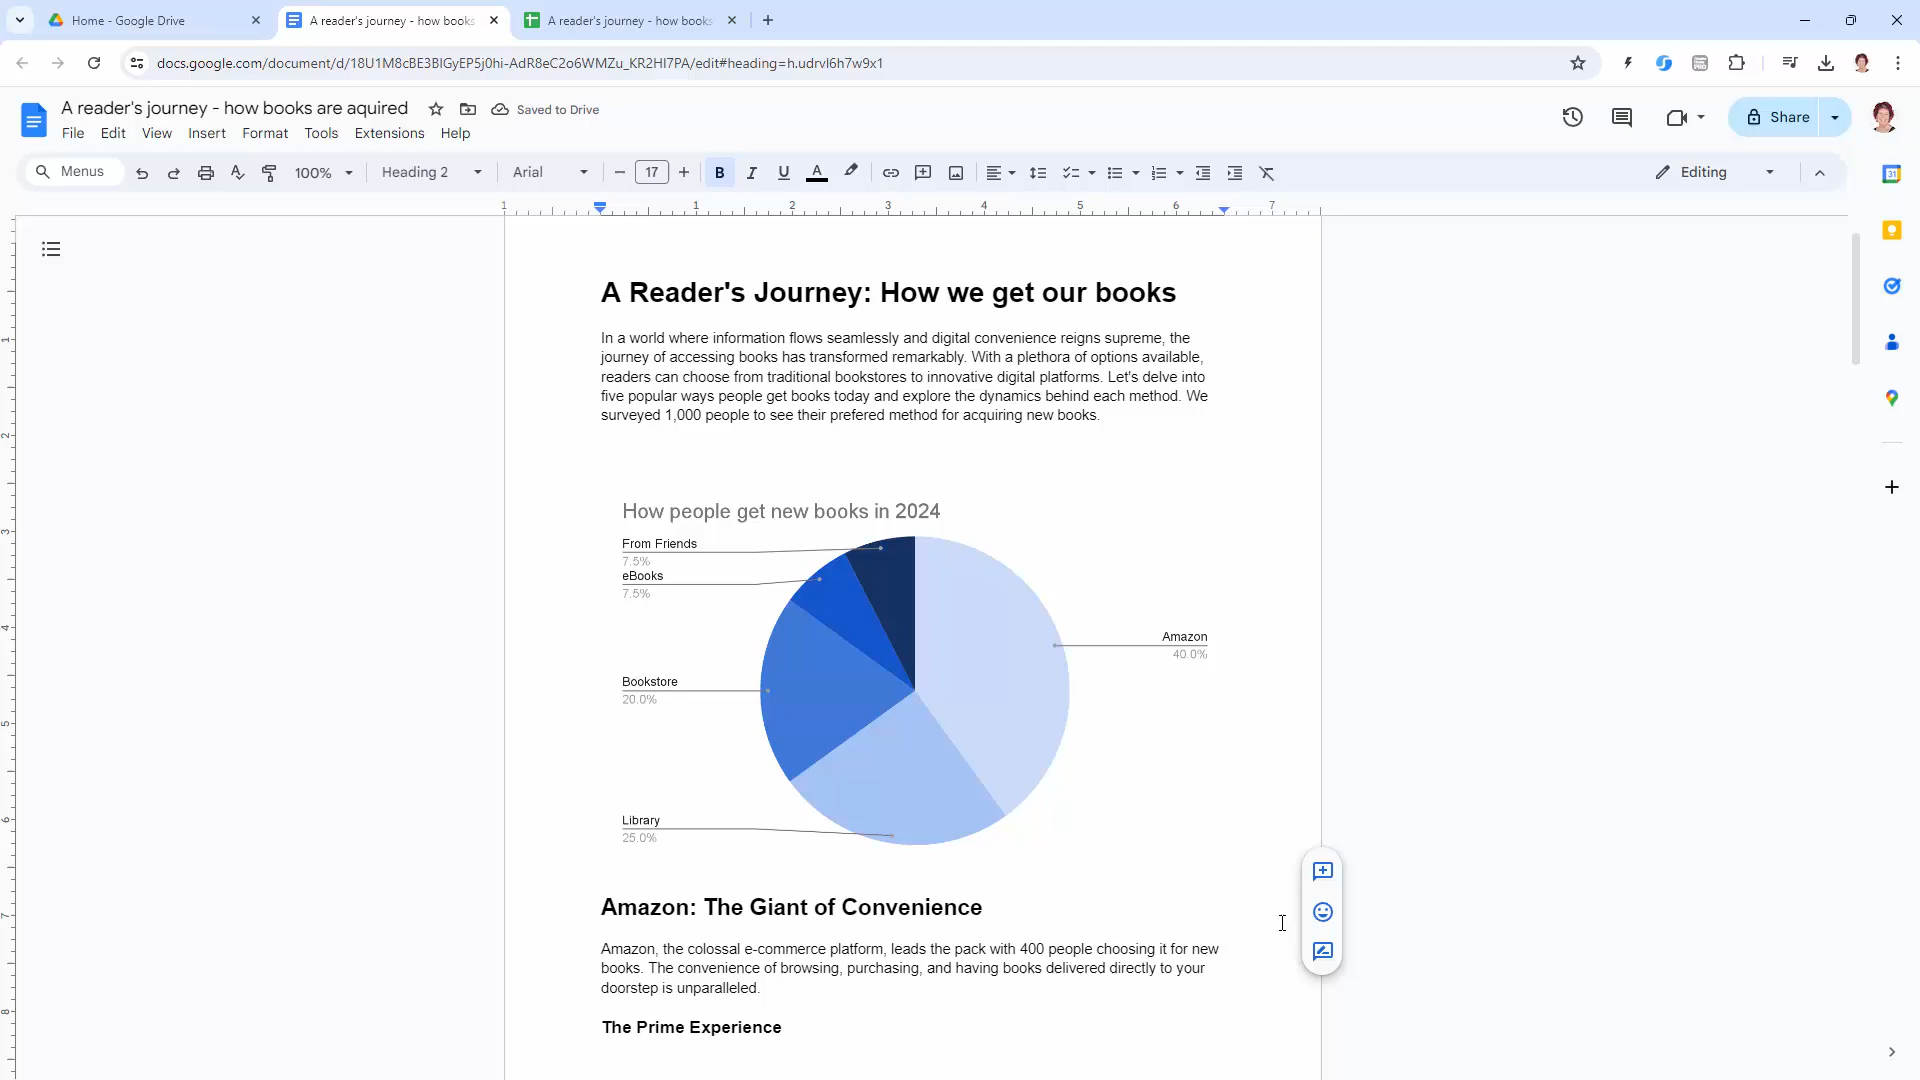 Home - Google Drive
A reader's journey - how books
A reader's journey - how books
docs.google.com/document/d/18U1M8cBE3BlGyEP5j0hi-AdR8eC2o6WMZu_KR2HI7PA/edit#heading=h.udrvl6h7w9x1
A reader's journey - how books are aquired
Saved to Drive
File Edit View Insert Format Tools Extensions Help
Share
Menus
100%
Heading 2
Arial
17
B
Editing
1 1 2 3 4 5 6 7
A Reader's Journey: How we get our books
In a world where information flows seamlessly and digital convenience reigns supreme, the
journey of accessing books has transformed remarkably. With a plethora of options available,
readers can choose from traditional bookstores to innovative digital platforms. Let's delve into
five popular ways people get books today and explore the dynamics behind each method. We
surveyed 1,000 people to see their prefered method for acquiring new books.
How people get new books in 2024
From Friends
7.5%
eBooks
7.5%
Amazon
40.0%
Bookstore
20.0%
Library
25.0%
Amazon: The Giant of Convenience
Amazon, the colossal e-commerce platform, leads the pack with 400 people choosing it for new
books. The convenience of browsing, purchasing, and having books delivered directly to your
doorstep is unparalleled.
The Prime Experience